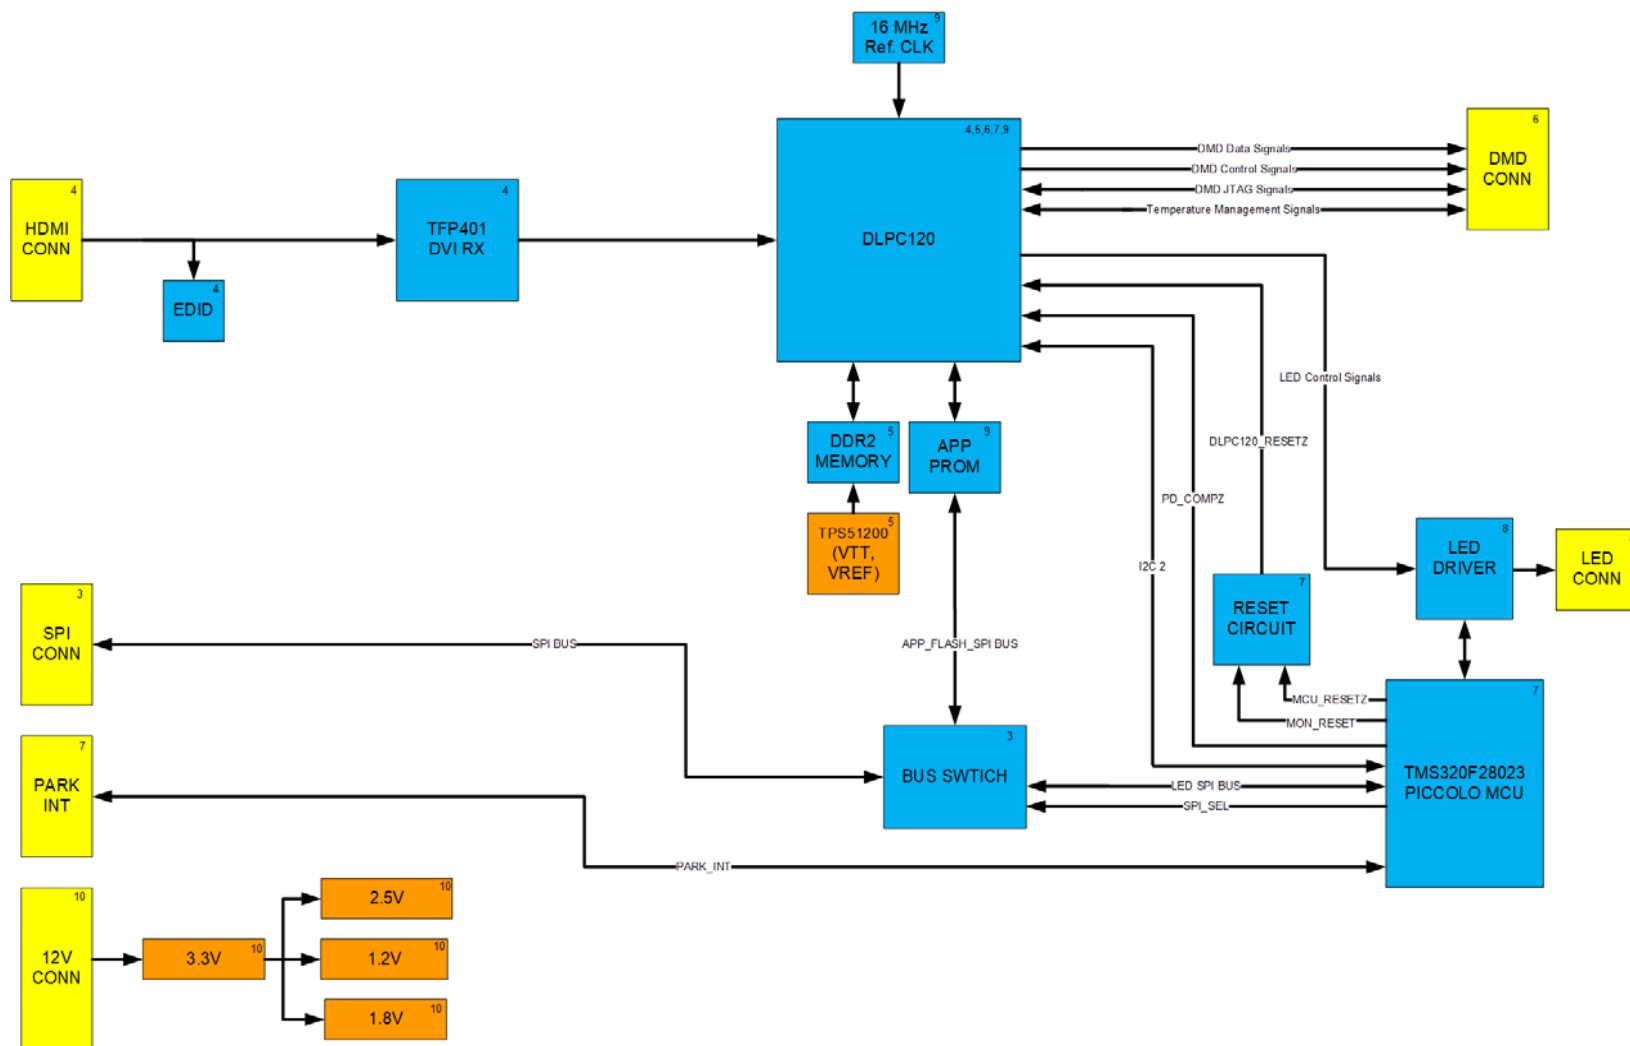 9
16 MHz
Ref. CLK
4,5,6,7,9
DLPC120
DMD Data Signals
DMD Control Signals
DMD JTAG Signals
Temperature Management Signals
6
DMD
CONN
4
HDMI
CONN
4
EDID
4
TFP401
DVI RX
LED Control Signals
DLPC120_RESETZ
PD_COMPZ
I2C 2
5
DDR2
MEMORY
9
APP
PROM
5
TPS51200
(VTT,
VREF)
8
LED
DRIVER
LED
CONN
7
RESET
CIRCUIT
3
SPI
CONN
SPI BUS
APP_FLASH_SPI BUS
MCU_RESETZ
MON_RESET
7
TMS320F28023
PICCOLO MCU
3
BUS SWTICH
LED SPI BUS
SPI_SEL
7
PARK
INT
PARK_INT
10
12V
CONN
10
3.3V
10
2.5V
10
1.2V
10
1.8V